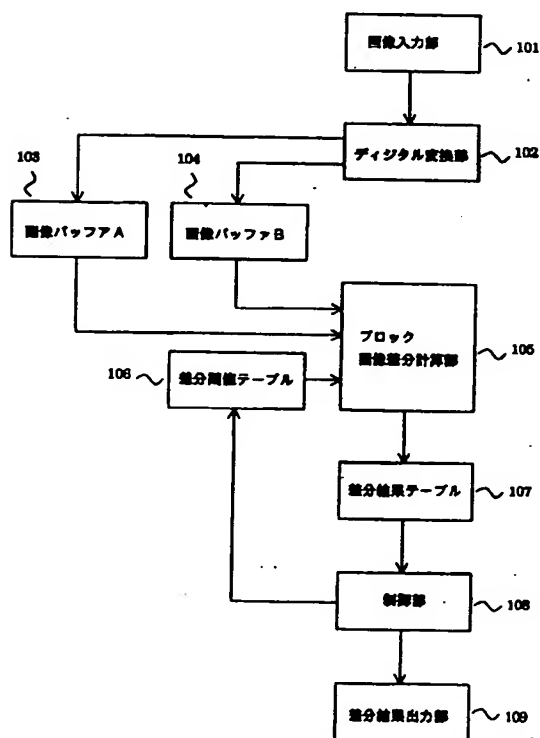 画像入力部
101
ディジタル変換部
102
103
104
画像バッファA
画像バッファB
ブロック
画像差分計算部
105
106
差分閾値テーブル
差分結果テーブル
107
制御部
108
差分結果出力部
109